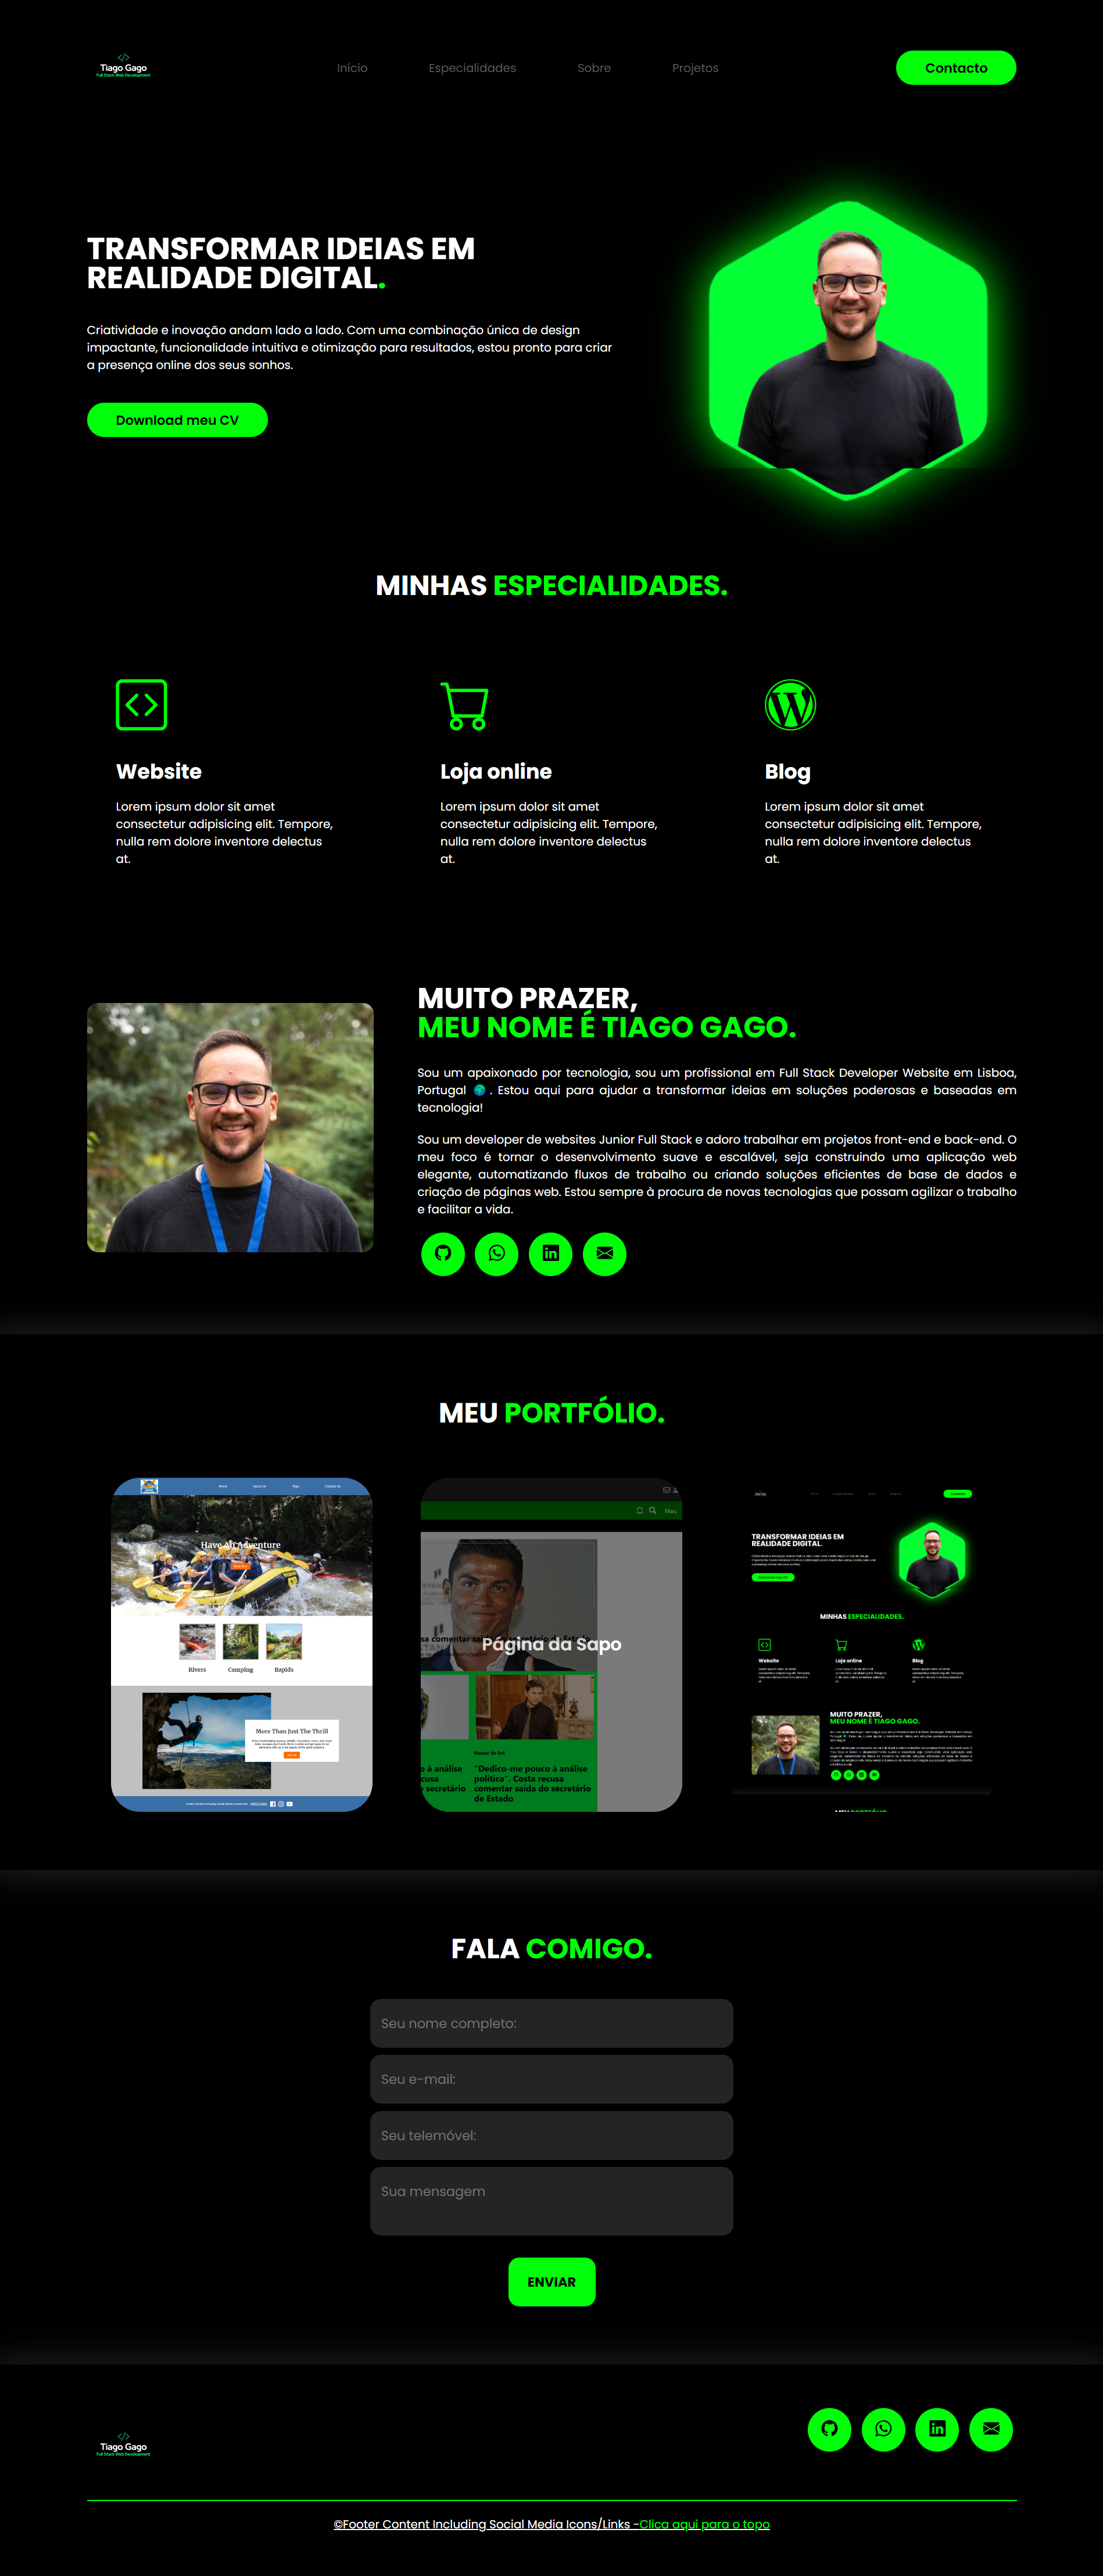 Tiago Gago
Full Stack Web Development
Início
Especialidades
Sobre
Projetos
Contacto
TRANSFORMAR IDEIAS EM
REALIDADE DIGITAL.
Criatividade e inovação andam lado a lado. Com uma combinação única de design
impactante, funcionalidade intuitiva e otimização para resultados, estou pronto para criar
a presença online dos seus sonhos.
Download meu CV
MINHAS ESPECIALIDADES.
Website
Lorem ipsum dolor sit amet
consectetur adipisicing elit. Tempore,
nulla rem dolore inventore delectus
at.
Loja online
Lorem ipsum dolor sit amet
consectetur adipisicing elit. Tempore,
nulla rem dolore inventore delectus
at.
Blog
Lorem ipsum dolor sit amet
consectetur adipisicing elit. Tempore,
nulla rem dolore inventore delectus
at.
MUITO PRAZER,
MEU NOME É TIAGO GAGO.
Sou um apaixonado por tecnologia, sou um profissional em Full Stack Developer Website em Lisboa,
Portugal 🌍 . Estou aqui para ajudar a transformar ideias em soluções poderosas e baseadas em
tecnologia!
Sou um developer de websites Junior Full Stack e adoro trabalhar em projetos front-end e back-end. O
meu foco é tornar o desenvolvimento suave e escalável, seja construindo uma aplicação web
elegante, automatizando fluxos de trabalho ou criando soluções eficientes de base de dados e
criação de páginas web. Estou sempre à procura de novas tecnologias que possam agilizar o trabalho
e facilitar a vida.
MEU PORTFÓLIO.
Home
About Us
Contact Us
Have An Adventure
Rivers
Camping
Rapids
More Than Just The Thrill
Mais
Página da Sapo
o à análise
cusa
o secretário
"Dedico-me pouco à análise
política". Costa recusa
comentar saída do secretário
de Estado
TRANSFORMAR IDEIAS EM
REALIDADE DIGITAL.
MINHAS ESPECIALIDADES.
Website
Loja online
Blog
MUITO PRAZER,
MEU NOME É TIAGO GAGO.
FALA COMIGO.
Seu nome completo:
Seu e-mail:
Seu telemóvel:
Sua mensagem
ENVIAR
Tiago Gago
Full Stack Web Development
©Footer Content Including Social Media Icons/Links -Clica aqui para o topo